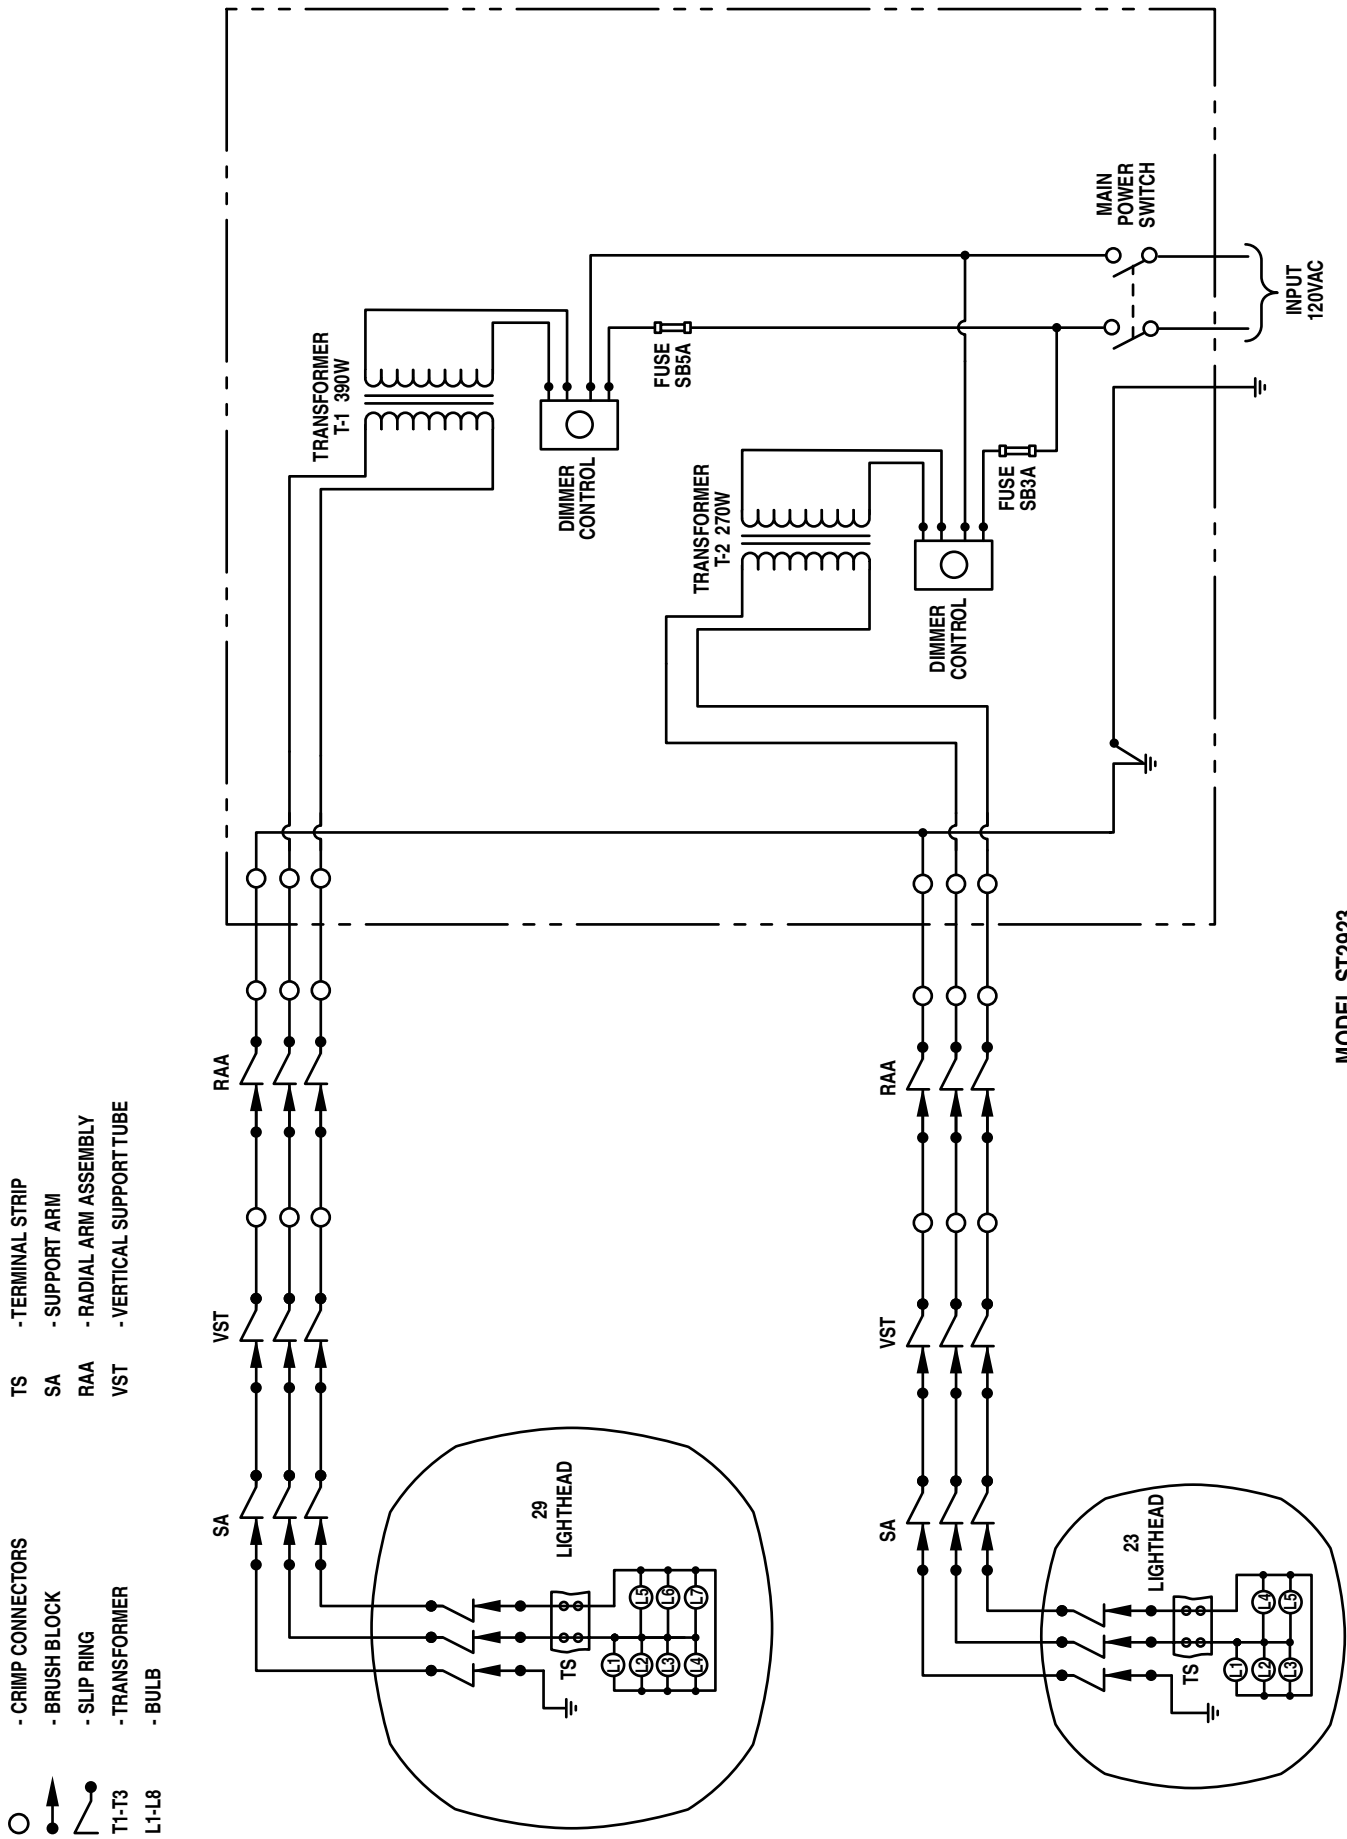 - CRIMP CONNECTORS
- BRUSH BLOCK
- SLIP RING
T1-T3 - TRANSFORMER
L1-L8 - BULB
TS - TERMINAL STRIP
SA - SUPPORT ARM
RAA - RADIAL ARM ASSEMBLY
VST - VERTICAL SUPPORT TUBE
SA
VST
RAA
TRANSFORMER
T-1 390W
DIMMER
CONTROL
FUSE
SB5A
29
LIGHTHEAD
TS
L1
L2
L3
L4
L5
L6
L7
TRANSFORMER
T-2 270W
DIMMER
CONTROL
FUSE
SB3A
MAIN
POWER
SWITCH
INPUT
120VAC
SA
VST
RAA
23
LIGHTHEAD
TS
L1
L2
L3
L4
L5
MODEL ST2923